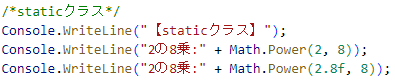 /*staticクラス*/
Console.WriteLine("【staticクラス】");
Console.WriteLine("2の8乗:" + Math.Power(2, 8));
Console.WriteLine("2の8乗:" + Math.Power(2.8f, 8));